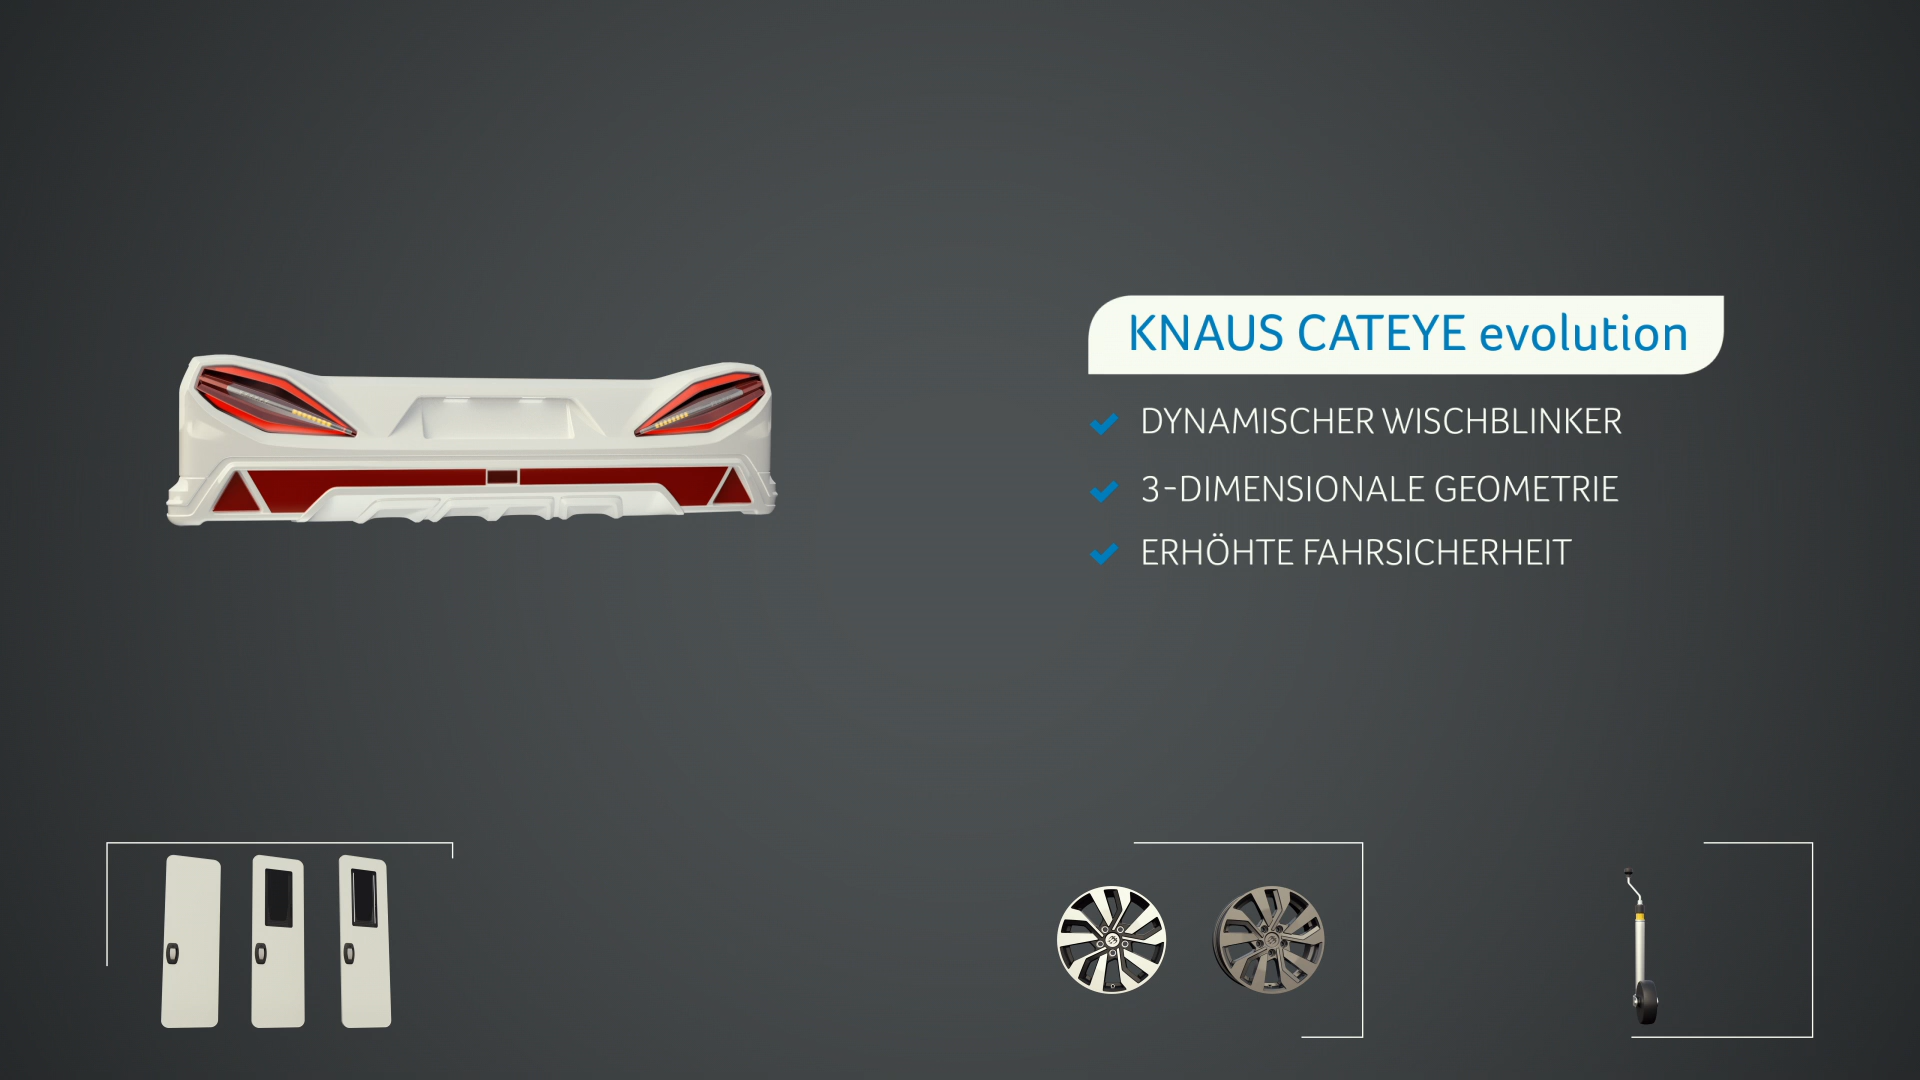 KNAUS CATEYE evolution
DYNAMISCHER WISCHBLINKER
3-DIMENSIONALE GEOMETRIE
ERHÖHTE FAHRSICHERHEIT